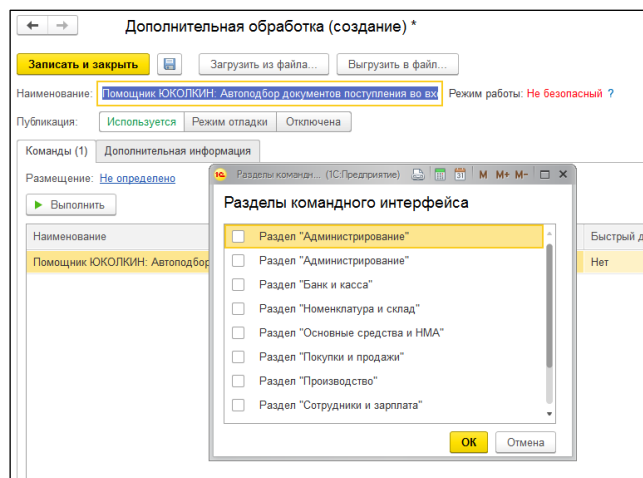 Дополнительная обработка (создание) *
Записать и закрыть Загрузить из файла... Выгрузить в файл...
Наименование: Помощник ЮКОЛКИН: Автоподбор документов поступления во Режим работы: Не безопасный ?
Публикация: Используется Режим отладки Отключена
Команды (1) Дополнительная информация
Размещение: Не определено
Разделы командн... (1С:Предприятие) M M+ M-
Выполнить
Разделы командного интерфейса
Наименование
Быстрый д
Помощник ЮКОЛКИН: Автоподбор
Нет
Раздел "Администрирование"
Раздел "Администрирование"
Раздел "Банк и касса"
Раздел "Номенклатура и склад"
Раздел "Основные средства и НМА"
Раздел "Покупки и продажи"
Раздел "Производство"
Раздел "Сотрудники и зарплата"
ОК Отмена